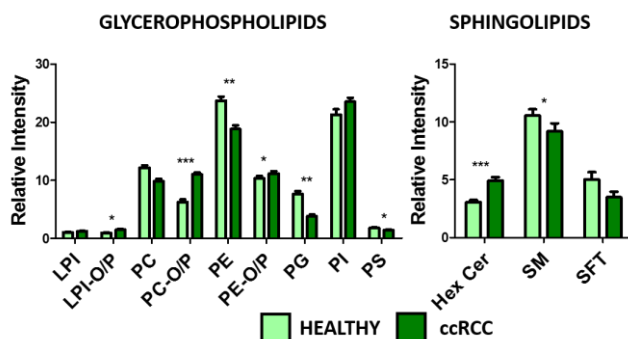 GLYCEROPHOSPHOLIPIDS
Relative Intensity
30
20
10
0
*
***
**
*
**
*
LPI
LPI-O/P
PC
PC-O/P
PE
PE-O/P
PG
PI
PS
SPHINGOLIPIDS
Relative Intensity
15
10
5
0
***
*
Hex Cer
SM
SFT
HEALTHY
ccRCC